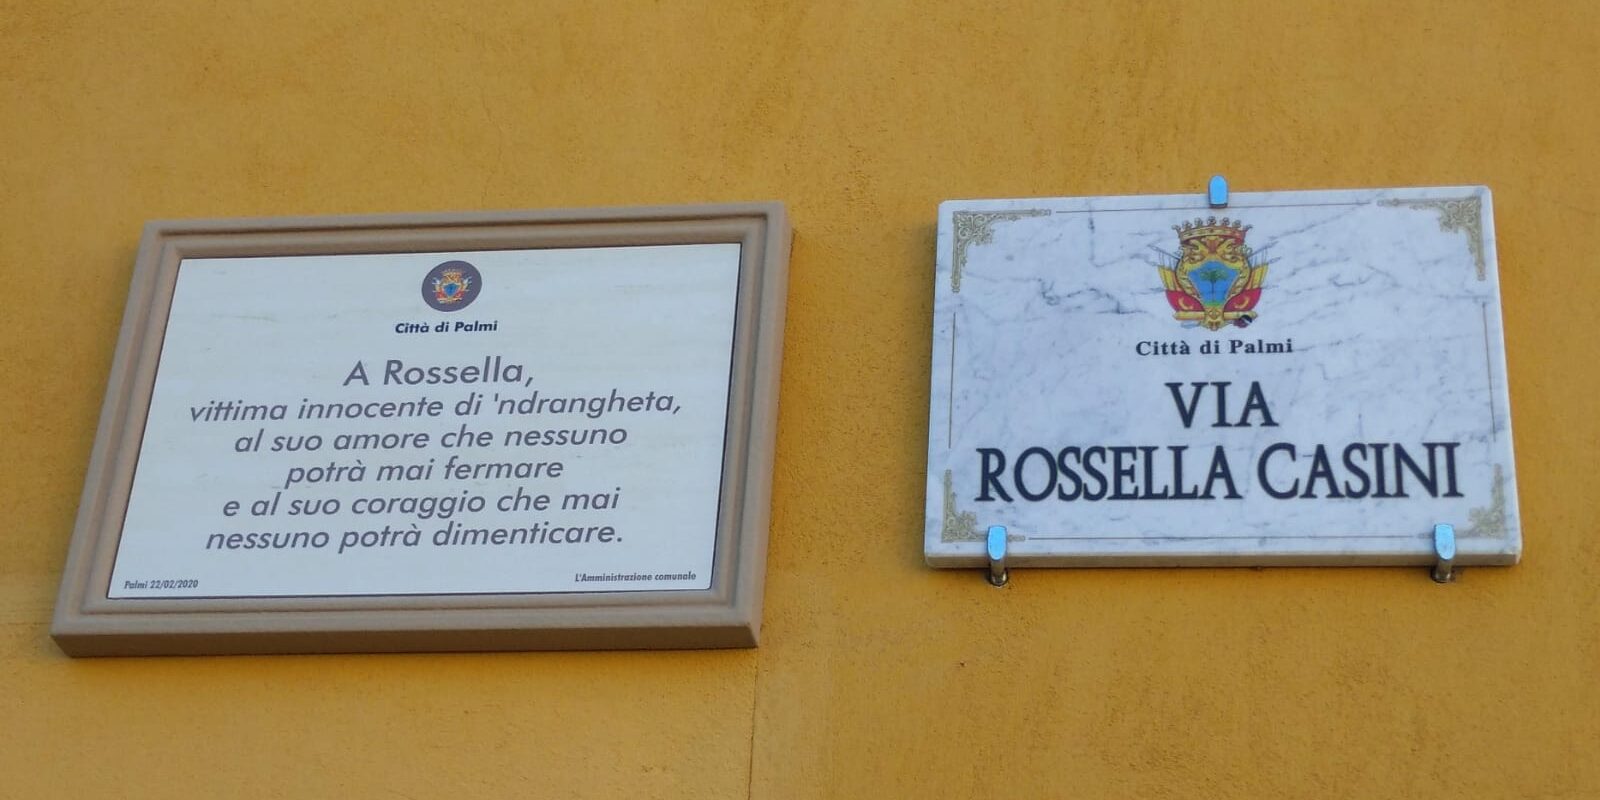 Città di Palmi
A Rossella,
vittima innocente di 'ndrangheta,
al suo amore che nessuno
potrà mai fermare
e al suo coraggio che mai
nessuno potrà dimenticare.
Palmi 22/02/2020
L'Amministrazione comunale
Città di Palmi
VIA
ROSSELLA CASINI